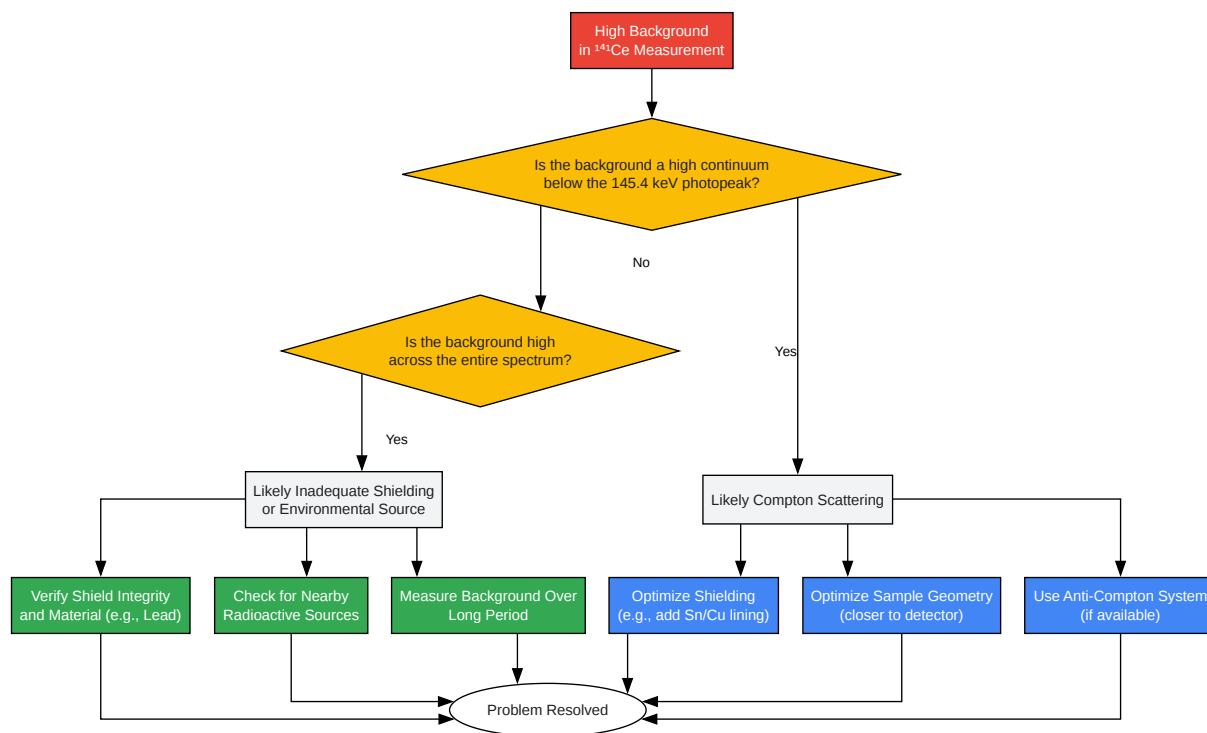 High Background
in ¹⁴¹Ce Measurement
Is the background a high continuum
below the 145.4 keV photopeak?
No
Is the background high
across the entire spectrum?
Yes
Yes
Likely Inadequate Shielding
or Environmental Source
Likely Compton Scattering
Verify Shield Integrity
and Material (e.g., Lead)
Check for Nearby
Radioactive Sources
Measure Background Over
Long Period
Optimize Shielding
(e.g., add Sn/Cu lining)
Optimize Sample Geometry
(closer to detector)
Use Anti-Compton System
(if available)
Problem Resolved